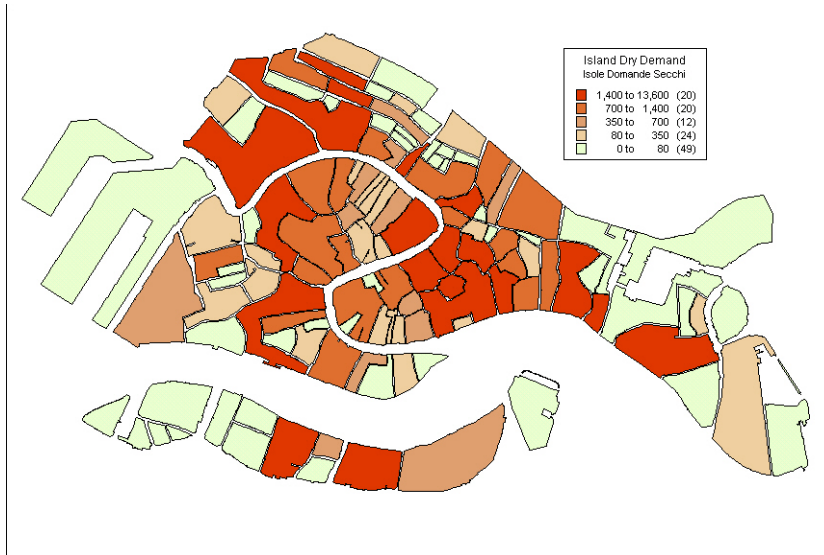 Island Dry Demand
Isole Domande Secchi
1,400 to 13,600 (20)
700 to 1,400 (20)
350 to 700 (12)
80 to 350 (24)
0 to 80 (49)